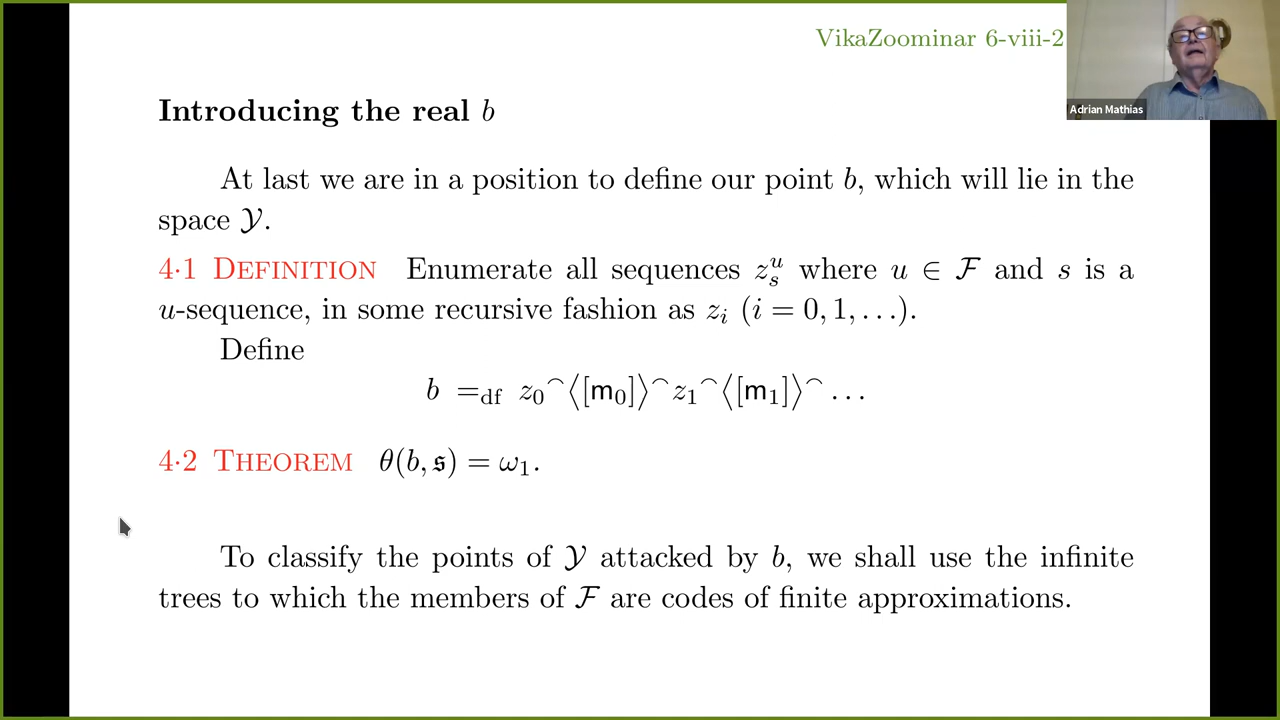 VikaZoominar 6-viii-2
Adrian Mathias
Introducing the real b
At last we are in a position to define our point b, which will lie in the
space 𝒴.
4·1 DEFINITION Enumerate all sequences z_s^u where u ∈ ℱ and s is a
u-sequence, in some recursive fashion as z_i (i = 0, 1, . . .).
Define
b =_df z_0⌢⟨[m_0]⟩⌢z_1⌢⟨[m_1]⟩⌢ . . .
4·2 THEOREM θ(b, 𝔰) = ω_1.
To classify the points of 𝒴 attacked by b, we shall use the infinite
trees to which the members of ℱ are codes of finite approximations.